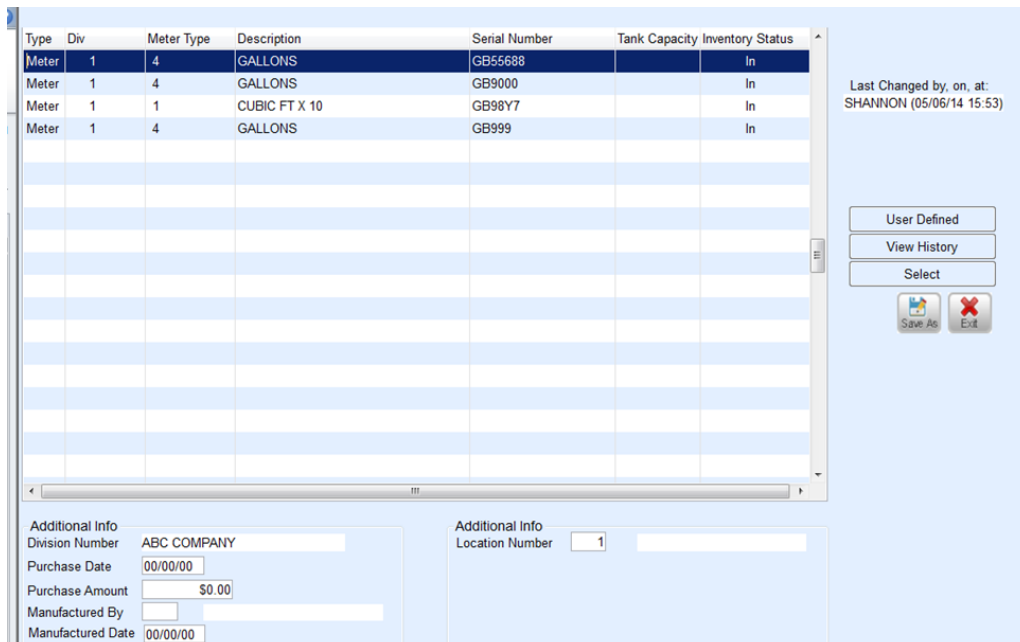 Type Div Meter Type Description Serial Number Tank Capacity Inventory Status
Meter 1 4 GALLONS GB55688 In
Meter 1 4 GALLONS GB9000 In
Meter 1 1 CUBIC FT X 10 GB98Y7 In
Meter 1 4 GALLONS GB999 In
Last Changed by, on, at:
SHANNON (05/06/14 15:53)
User Defined
View History
Select
Save As Exit
Additional Info
Division Number ABC COMPANY
Purchase Date 00/00/00
Purchase Amount $0.00
Manufactured By
Manufactured Date 00/00/00
Additional Info
Location Number 1